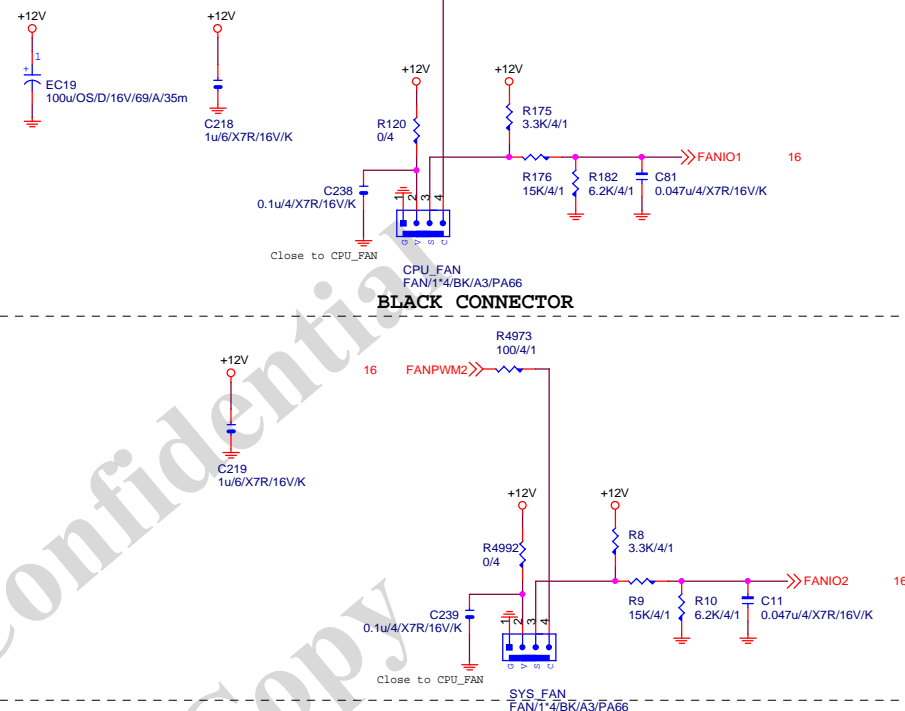 +12V
+12V
1
+
EC19
100u/OS/D/16V/69/A/35m
C218
1u/6/X7R/16V/K
+12V
+12V
R120
0/4
R175
3.3K/4/1
FANIO1
16
R176
15K/4/1
R182
6.2K/4/1
C81
0.047u/4/X7R/16V/K
C238
0.1u/4/X7R/16V/K
1
2
3
4
G
V
S
C
Close to CPU_FAN
CPU_FAN
FAN/1*4/BK/A3/PA66
BLACK CONNECTOR
R4973
100/4/1
+12V
16
FANPWM2
C219
1u/6/X7R/16V/K
+12V
+12V
R4992
0/4
R8
3.3K/4/1
FANIO2
16
R9
15K/4/1
R10
6.2K/4/1
C11
0.047u/4/X7R/16V/K
C239
0.1u/4/X7R/16V/K
1
2
3
4
G
V
S
C
Close to CPU_FAN
SYS_FAN
FAN/1*4/BK/A3/PA66
Confidential
Copy